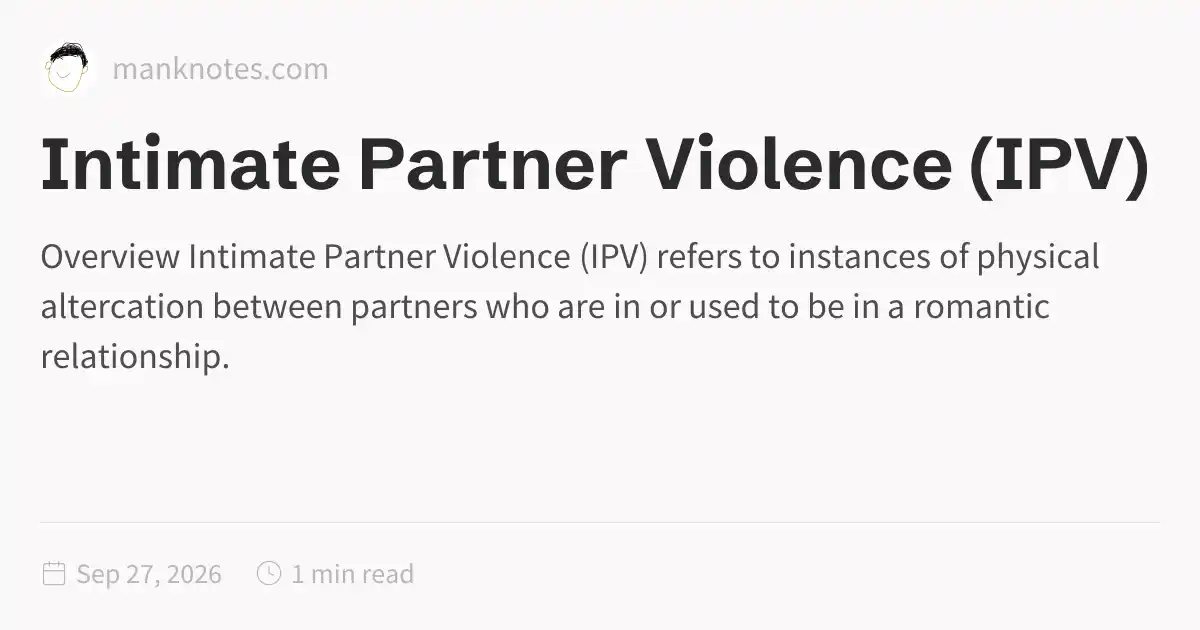 manknotes.com
Intimate Partner Violence (IPV)
Overview Intimate Partner Violence (IPV) refers to instances of physical
altercation between partners who are in or used to be in a romantic
relationship.
Sep 27, 2026
1 min read